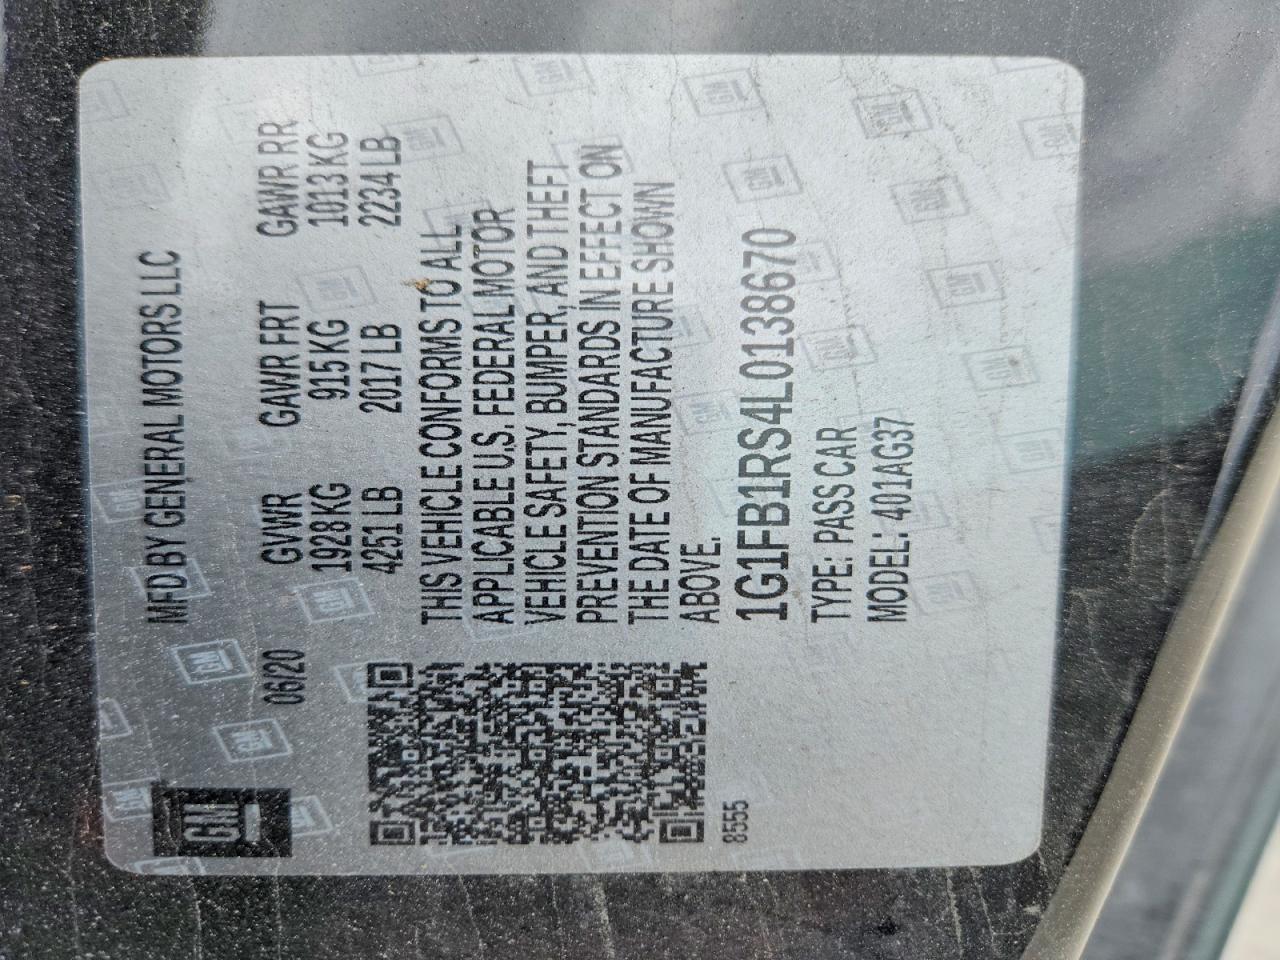 GM
MFD BY GENERAL MOTORS LLC
06/20 GVWR GAWR FRT GAWR RR
1928 KG 915 KG 1013 KG
4251 LB 2017 LB 2234 LB
THIS VEHICLE CONFORMS TO ALL
APPLICABLE U.S. FEDERAL MOTOR
VEHICLE SAFETY, BUMPER, AND THEFT
PREVENTION STANDARDS IN EFFECT ON
THE DATE OF MANUFACTURE SHOWN
ABOVE.
8555
1G1FB1RS4L0138670
TYPE: PASS CAR
MODEL: 401AG37